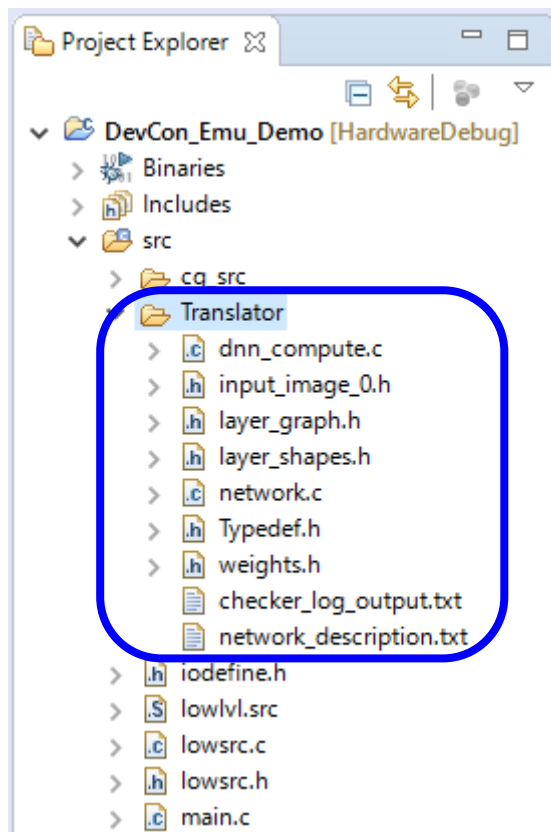 Project Explorer
DevCon_Emu_Demo [HardwareDebug]
Binaries
Includes
src
cg_src
Translator
dnn_compute.c
input_image_0.h
layer_graph.h
layer_shapes.h
network.c
Typedef.h
weights.h
checker_log_output.txt
network_description.txt
iodefine.h
lowlvl.src
lowsrc.c
lowsrc.h
main.c